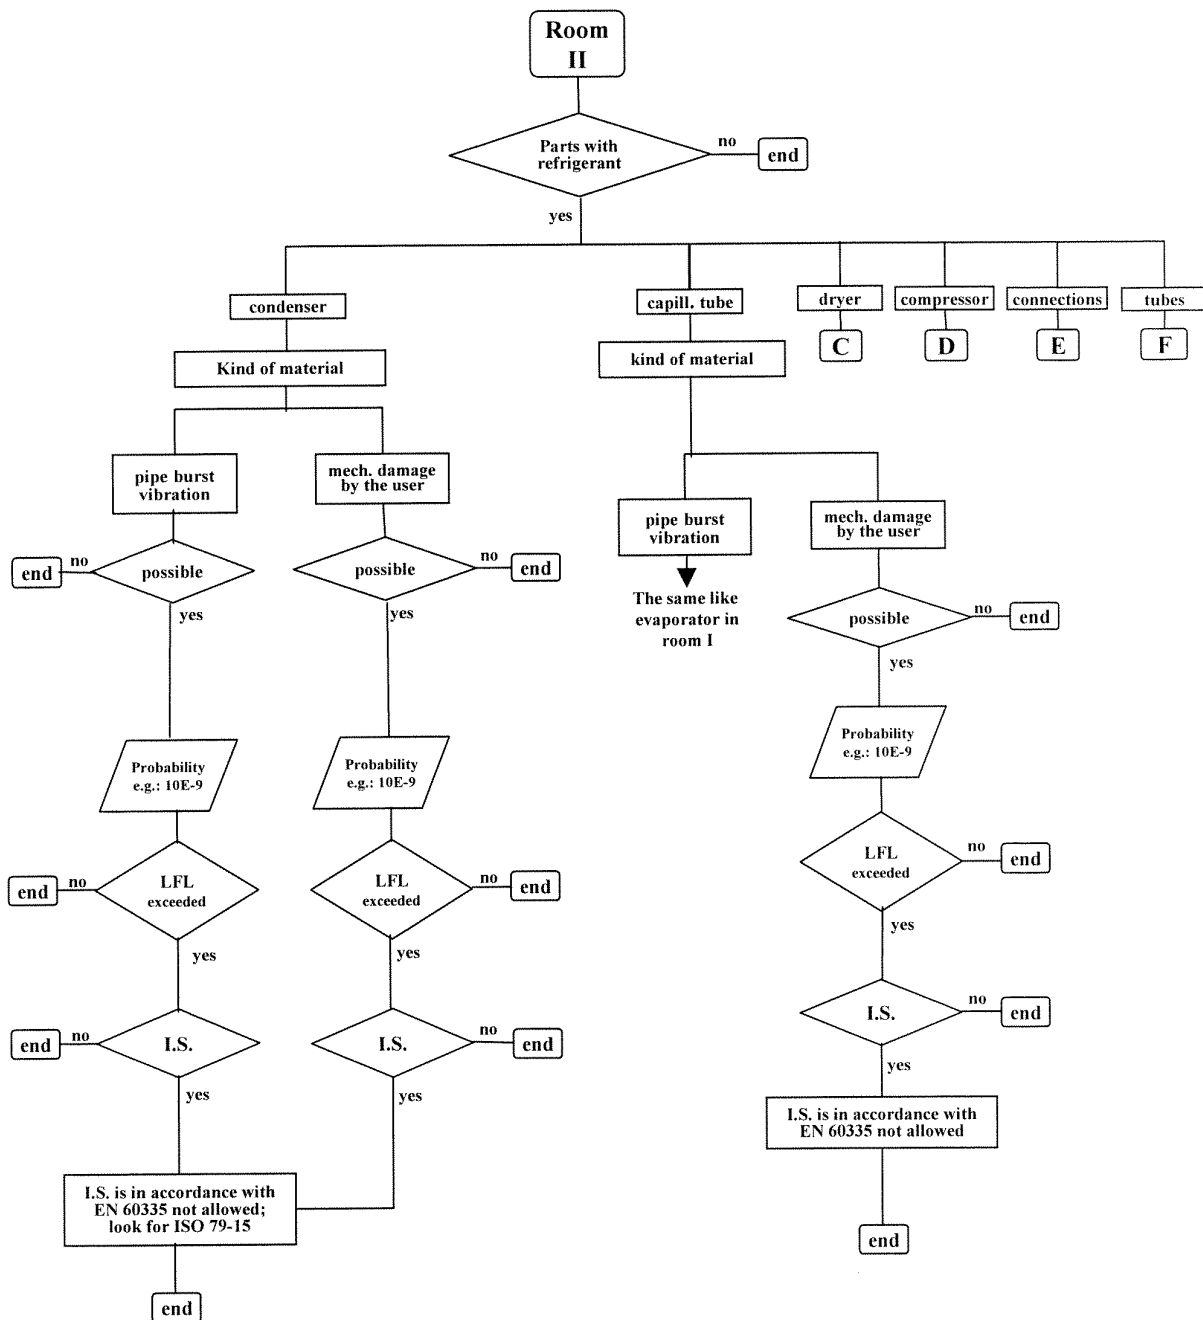 Room
II
Parts with
refrigerant
no
end
yes
condenser
capill. tube
dryer
compressor
connections
tubes
C
D
E
F
Kind of material
kind of material
pipe burst
vibration
mech. damage
by the user
pipe burst
vibration
mech. damage
by the user
end
no
possible
yes
possible
no
end
yes
The same like
evaporator in
room I
possible
no
end
yes
Probability
e.g.: 10E-9
Probability
e.g.: 10E-9
Probability
e.g.: 10E-9
end
no
LFL
exceeded
yes
LFL
exceeded
no
end
yes
LFL
exceeded
no
end
yes
end
no
I.S.
yes
I.S.
no
end
yes
I.S.
no
end
yes
I.S. is in accordance with
EN 60335 not allowed
end
I.S. is in accordance with
EN 60335 not allowed;
look for ISO 79-15
end